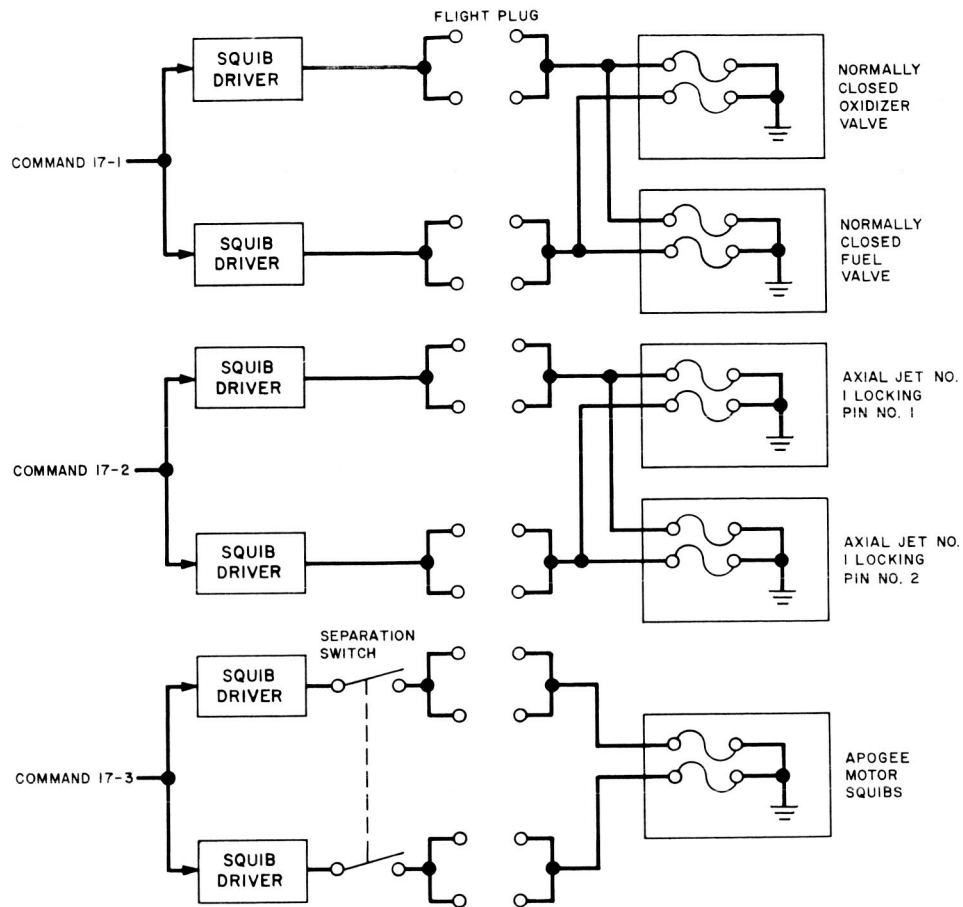 FLIGHT PLUG
SQUIB
DRIVER
NORMALLY
CLOSED
OXIDIZER
VALVE
COMMAND 17-1
SQUIB
DRIVER
NORMALLY
CLOSED
FUEL
VALVE
SQUIB
DRIVER
AXIAL JET NO.
1 LOCKING
PIN NO. 1
COMMAND 17-2
SQUIB
DRIVER
AXIAL JET NO.
1 LOCKING
PIN NO. 2
SEPARATION
SWITCH
SQUIB
DRIVER
COMMAND 17-3
APOGEE
MOTOR
SQUIBS
SQUIB
DRIVER